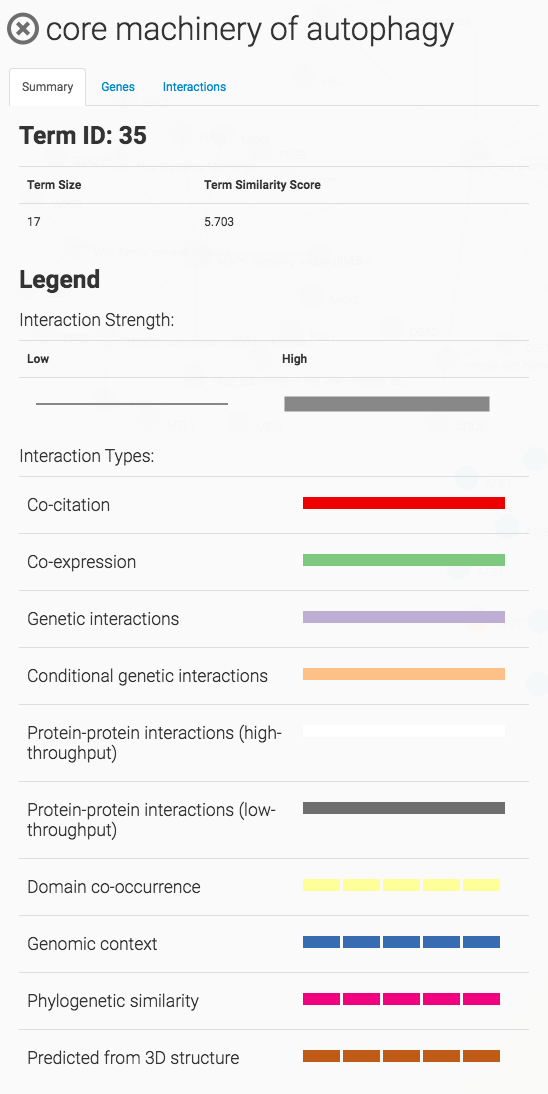 core machinery of autophagy
Summary Genes Interactions
Term ID: 35
Term Size Term Similarity Score
17 5.703
Legend
Interaction Strength:
Low High
Interaction Types:
Co-citation
Co-expression
Genetic interactions
Conditional genetic interactions
Protein-protein interactions (high-
throughput)
Protein-protein interactions (low-
throughput)
Domain co-occurrence
Genomic context
Phylogenetic similarity
Predicted from 3D structure